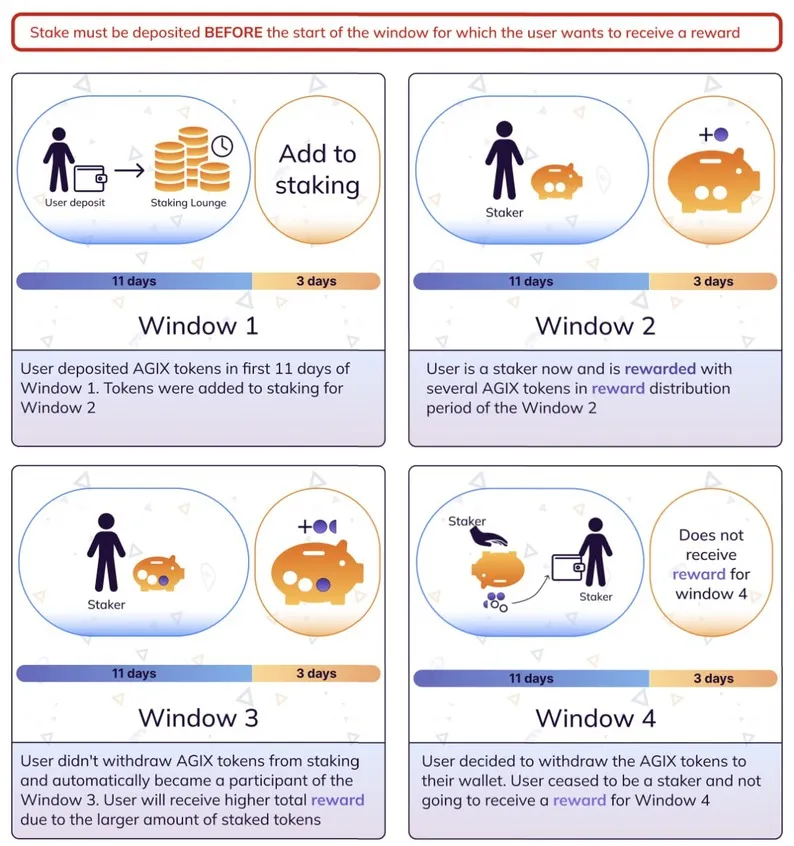 Stake must be deposited BEFORE the start of the window for which the user wants to receive a reward
User deposit
Staking Lounge
Add to
staking
11 days
3 days
Window 1
User deposited AGIX tokens in first 11 days of
Window 1. Tokens were added to staking for
Window 2
Staker
+
11 days
3 days
Window 2
User is a staker now and is rewarded with
several AGIX tokens in reward distribution
period of the Window 2
Staker
+
11 days
3 days
Window 3
User didn't withdraw AGIX tokens from staking
and automatically became a participant of the
Window 3. User will receive higher total reward
due to the larger amount of staked tokens
Staker
Staker
Does not
receive
reward for
window 4
11 days
3 days
Window 4
User decided to withdraw the AGIX tokens to
their wallet. User ceased to be a staker and not
going to receive a reward for Window 4